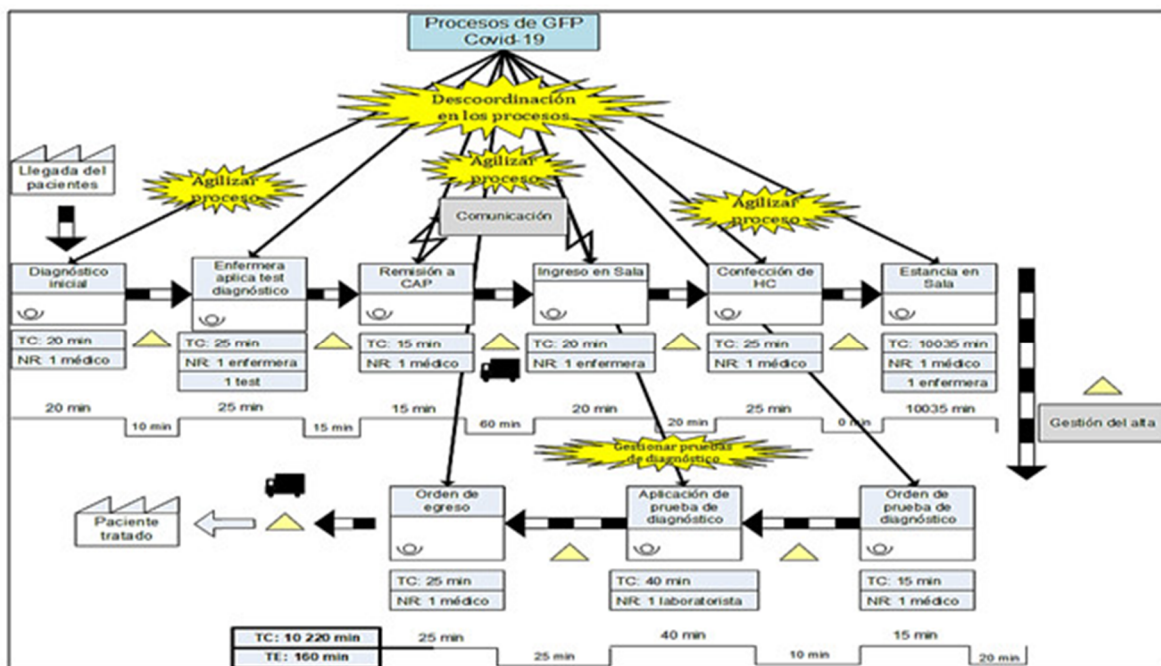 Procesos de GFP
Covid-19
Descoordinación
en los procesos
Llegada del
pacientes
Agilizar
proceso
Agilizar
proceso
Agilizar
proceso
Comunicación
Diagnóstico
inicial
Enfermera
aplica test
diagnóstico
Remisión a
CAP
Ingreso en Sala
Confección de
HC
Estancia en
Sala
TC: 20 min
NR: 1 médico
TC: 25 min
NR: 1 enfermera
1 test
TC: 15 min
NR: 1 médico
TC: 20 min
NR: 1 enfermera
TC: 25 min
NR: 1 médico
TC: 10035 min
NR: 1 médico
1 enfermera
20 min
10 min
25 min
15 min
15 min
60 min
20 min
20 min
25 min
0 min
10035 min
Gestión del alta
Gestionar pruebas
de diagnóstico
Paciente
tratado
Orden de
egreso
Aplicación de
prueba de
diagnóstico
Orden de
prueba de
diagnóstico
TC: 25 min
NR: 1 médico
TC: 40 min
NR: 1 laboratorista
TC: 15 min
NR: 1 médico
TC: 10 220 min
TE: 160 min
25 min
25 min
40 min
10 min
15 min
20 min